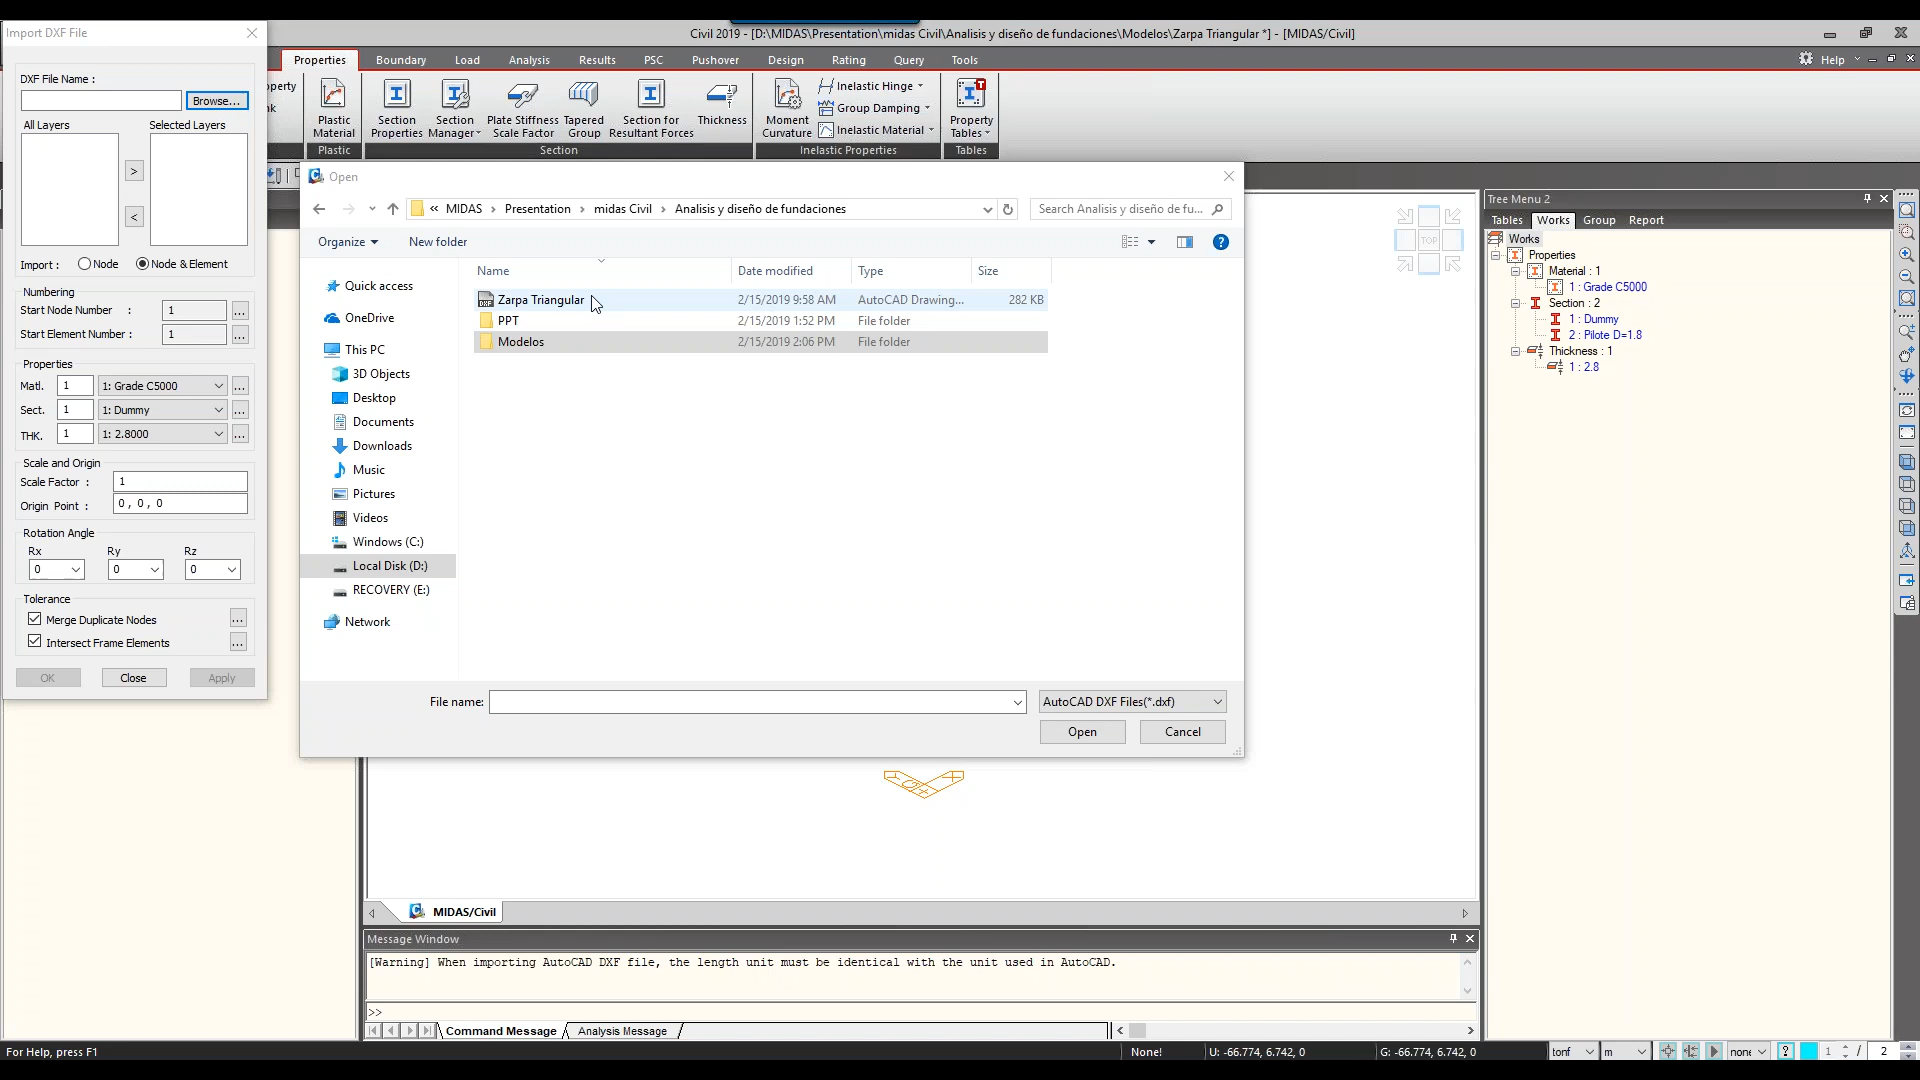 Import DXF File
Civil 2019 - [D:\MIDAS\Presentation\midas Civil\Analisis y diseño de fundaciones\Modelos\Zarpa Triangular *] - [MIDAS/Civil]
Properties Boundary Load Analysis Results PSC Pushover Design Rating Query Tools
Help
DXF File Name :
Browse...
All Layers
Selected Layers
>
<
Import : Node Node & Element
Numbering
Start Node Number : 1 ...
Start Element Number : 1 ...
Properties
Matl. 1 1: Grade C5000 ...
Sect. 1 1: Dummy ...
THK. 1 1: 2.8000 ...
Scale and Origin
Scale Factor : 1
Origin Point : 0 , 0 , 0
Rotation Angle
Rx Ry Rz
0 0 0
Tolerance
Merge Duplicate Nodes ...
Intersect Frame Elements ...
OK Close Apply
Plastic Material
Section Properties
Section Manager
Plate Stiffness Scale Factor
Tapered Group
Section for Resultant Forces
Thickness
Moment Curvature
Inelastic Hinge
Group Damping
Inelastic Material
Property Tables
Plastic
Section
Inelastic Properties
Tables
Open
« MIDAS > Presentation > midas Civil > Analisis y diseño de fundaciones
Search Analisis y diseño de fu...
Organize New folder
Name Date modified Type Size
Zarpa Triangular 2/15/2019 9:58 AM AutoCAD Drawing... 282 KB
PPT 2/15/2019 1:52 PM File folder
Modelos 2/15/2019 2:06 PM File folder
Quick access
OneDrive
This PC
3D Objects
Desktop
Documents
Downloads
Music
Pictures
Videos
Windows (C:)
Local Disk (D:)
RECOVERY (E:)
Network
File name:
AutoCAD DXF Files(*.dxf)
Open Cancel
TOP
Tree Menu 2
Tables Works Group Report
Works
Properties
Material : 1
1 : Grade C5000
Section : 2
1 : Dummy
2 : Pilote D=1.8
Thickness : 1
1 : 2.8
MIDAS/Civil
Message Window
[Warning] When importing AutoCAD DXF file, the length unit must be identical with the unit used in AutoCAD.
>>
Command Message Analysis Message
For Help, press F1
None!
U: -66.774, 6.742, 0
G: -66.774, 6.742, 0
tonf m none ? 1 / 2